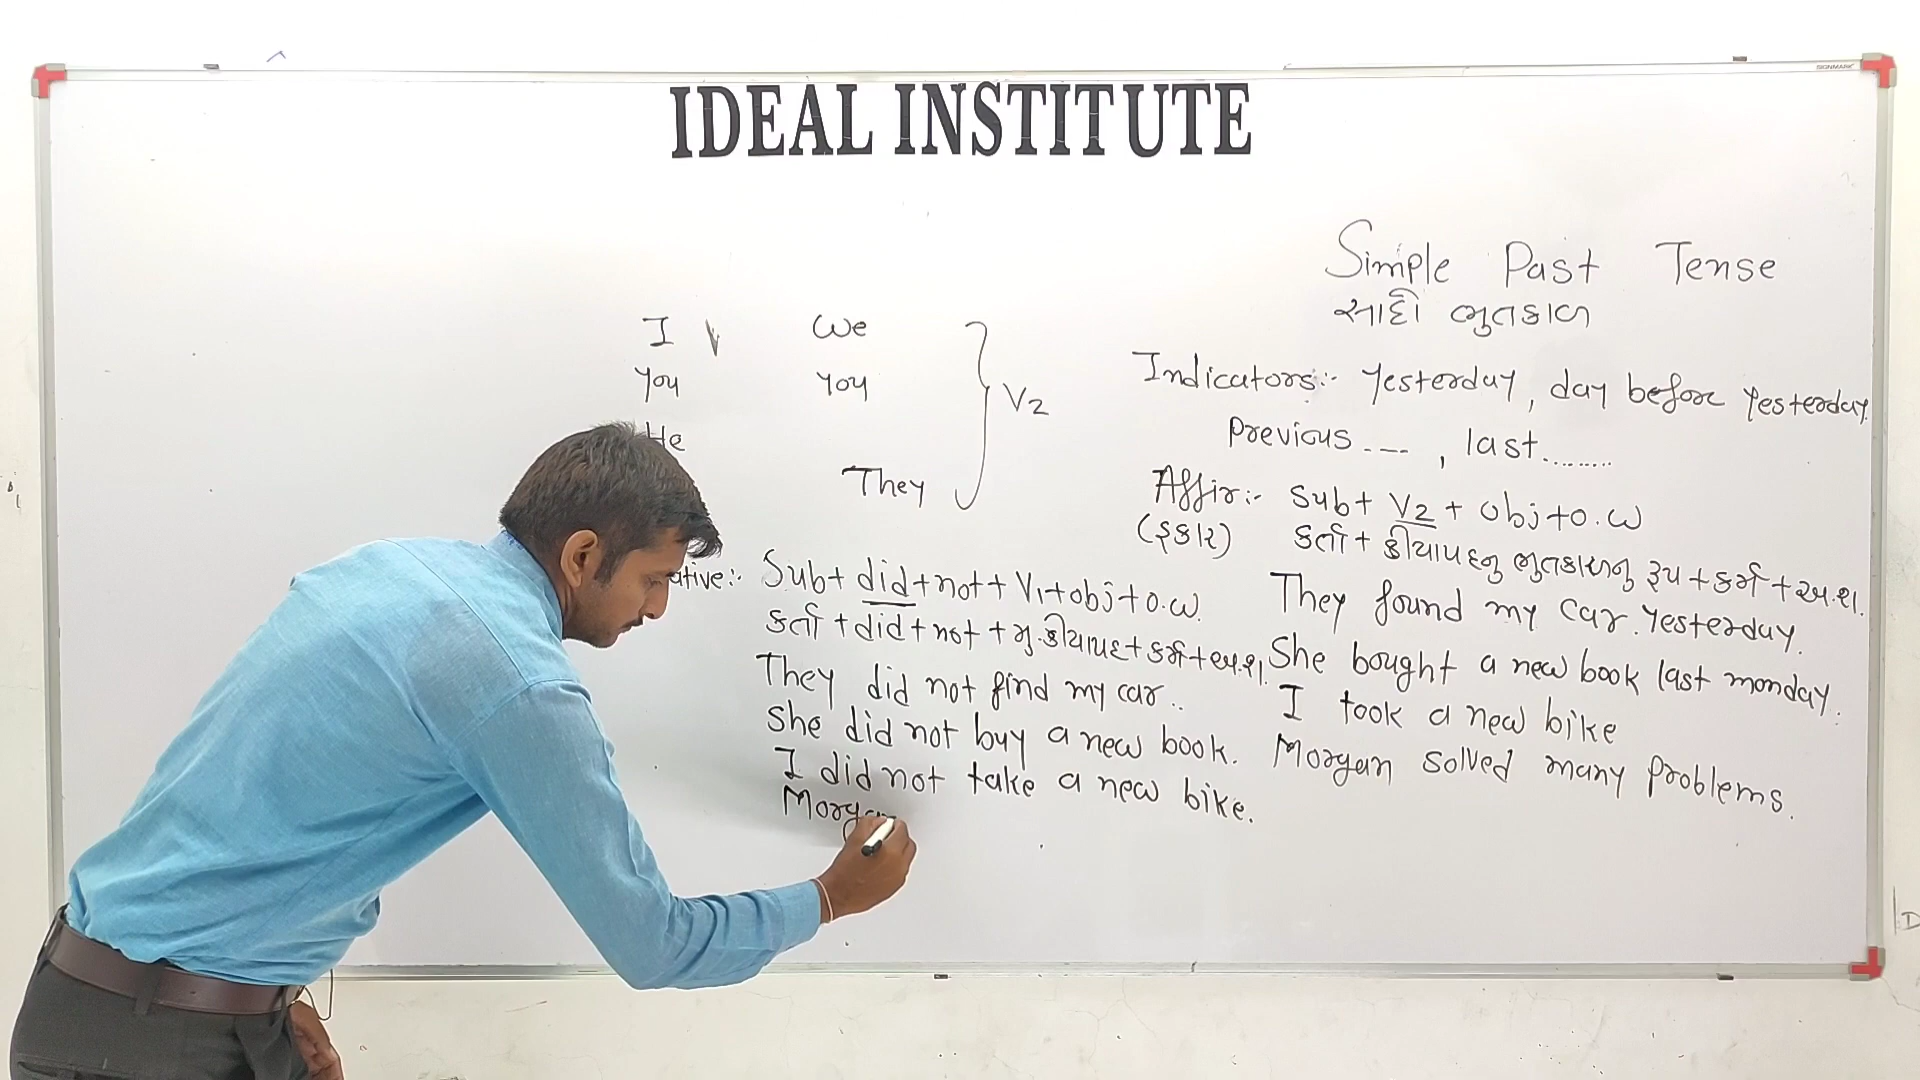 SIGNMARK
IDEAL INSTITUTE
Simple Past Tense
સાદો ભુતકાળ
I We
You You
He
They
V2
Indicators:- Yesterday, day before yesterday.
Previous ...., last........
Affir:- Sub + V2 + obj + o.w
(હકાર) કર્તા + ક્રીયાપદનુ ભુતકાળનુ રૂપ + કર્મ + અ.શ.
They found my car. Yesterday.
She bought a new book last monday.
I took a new bike
Morgan solved many problems.
ative:- Sub + did + not + V1 + obj + o.w.
કર્તા + did + not + મુ.ક્રીયાપદ + કર્મ + અ.શ.
They did not find my car..
She did not buy a new book.
I did not take a new bike.
Morgan